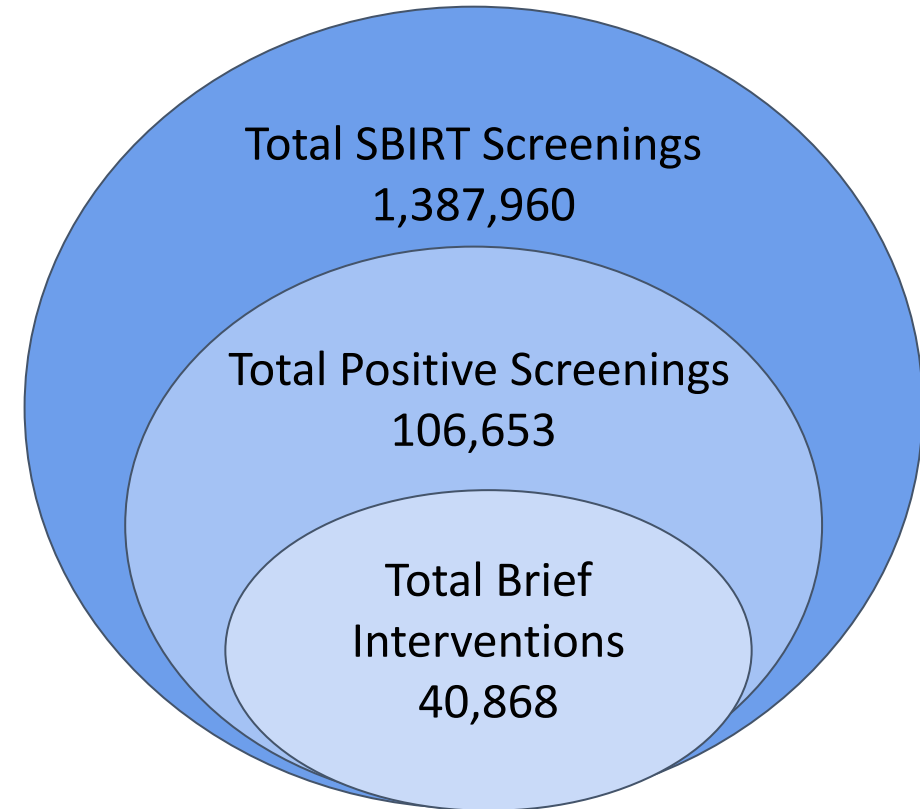 Total SBIRT Screenings
1,387,960
Total Positive Screenings
106,653
Total Brief
Interventions
40,868